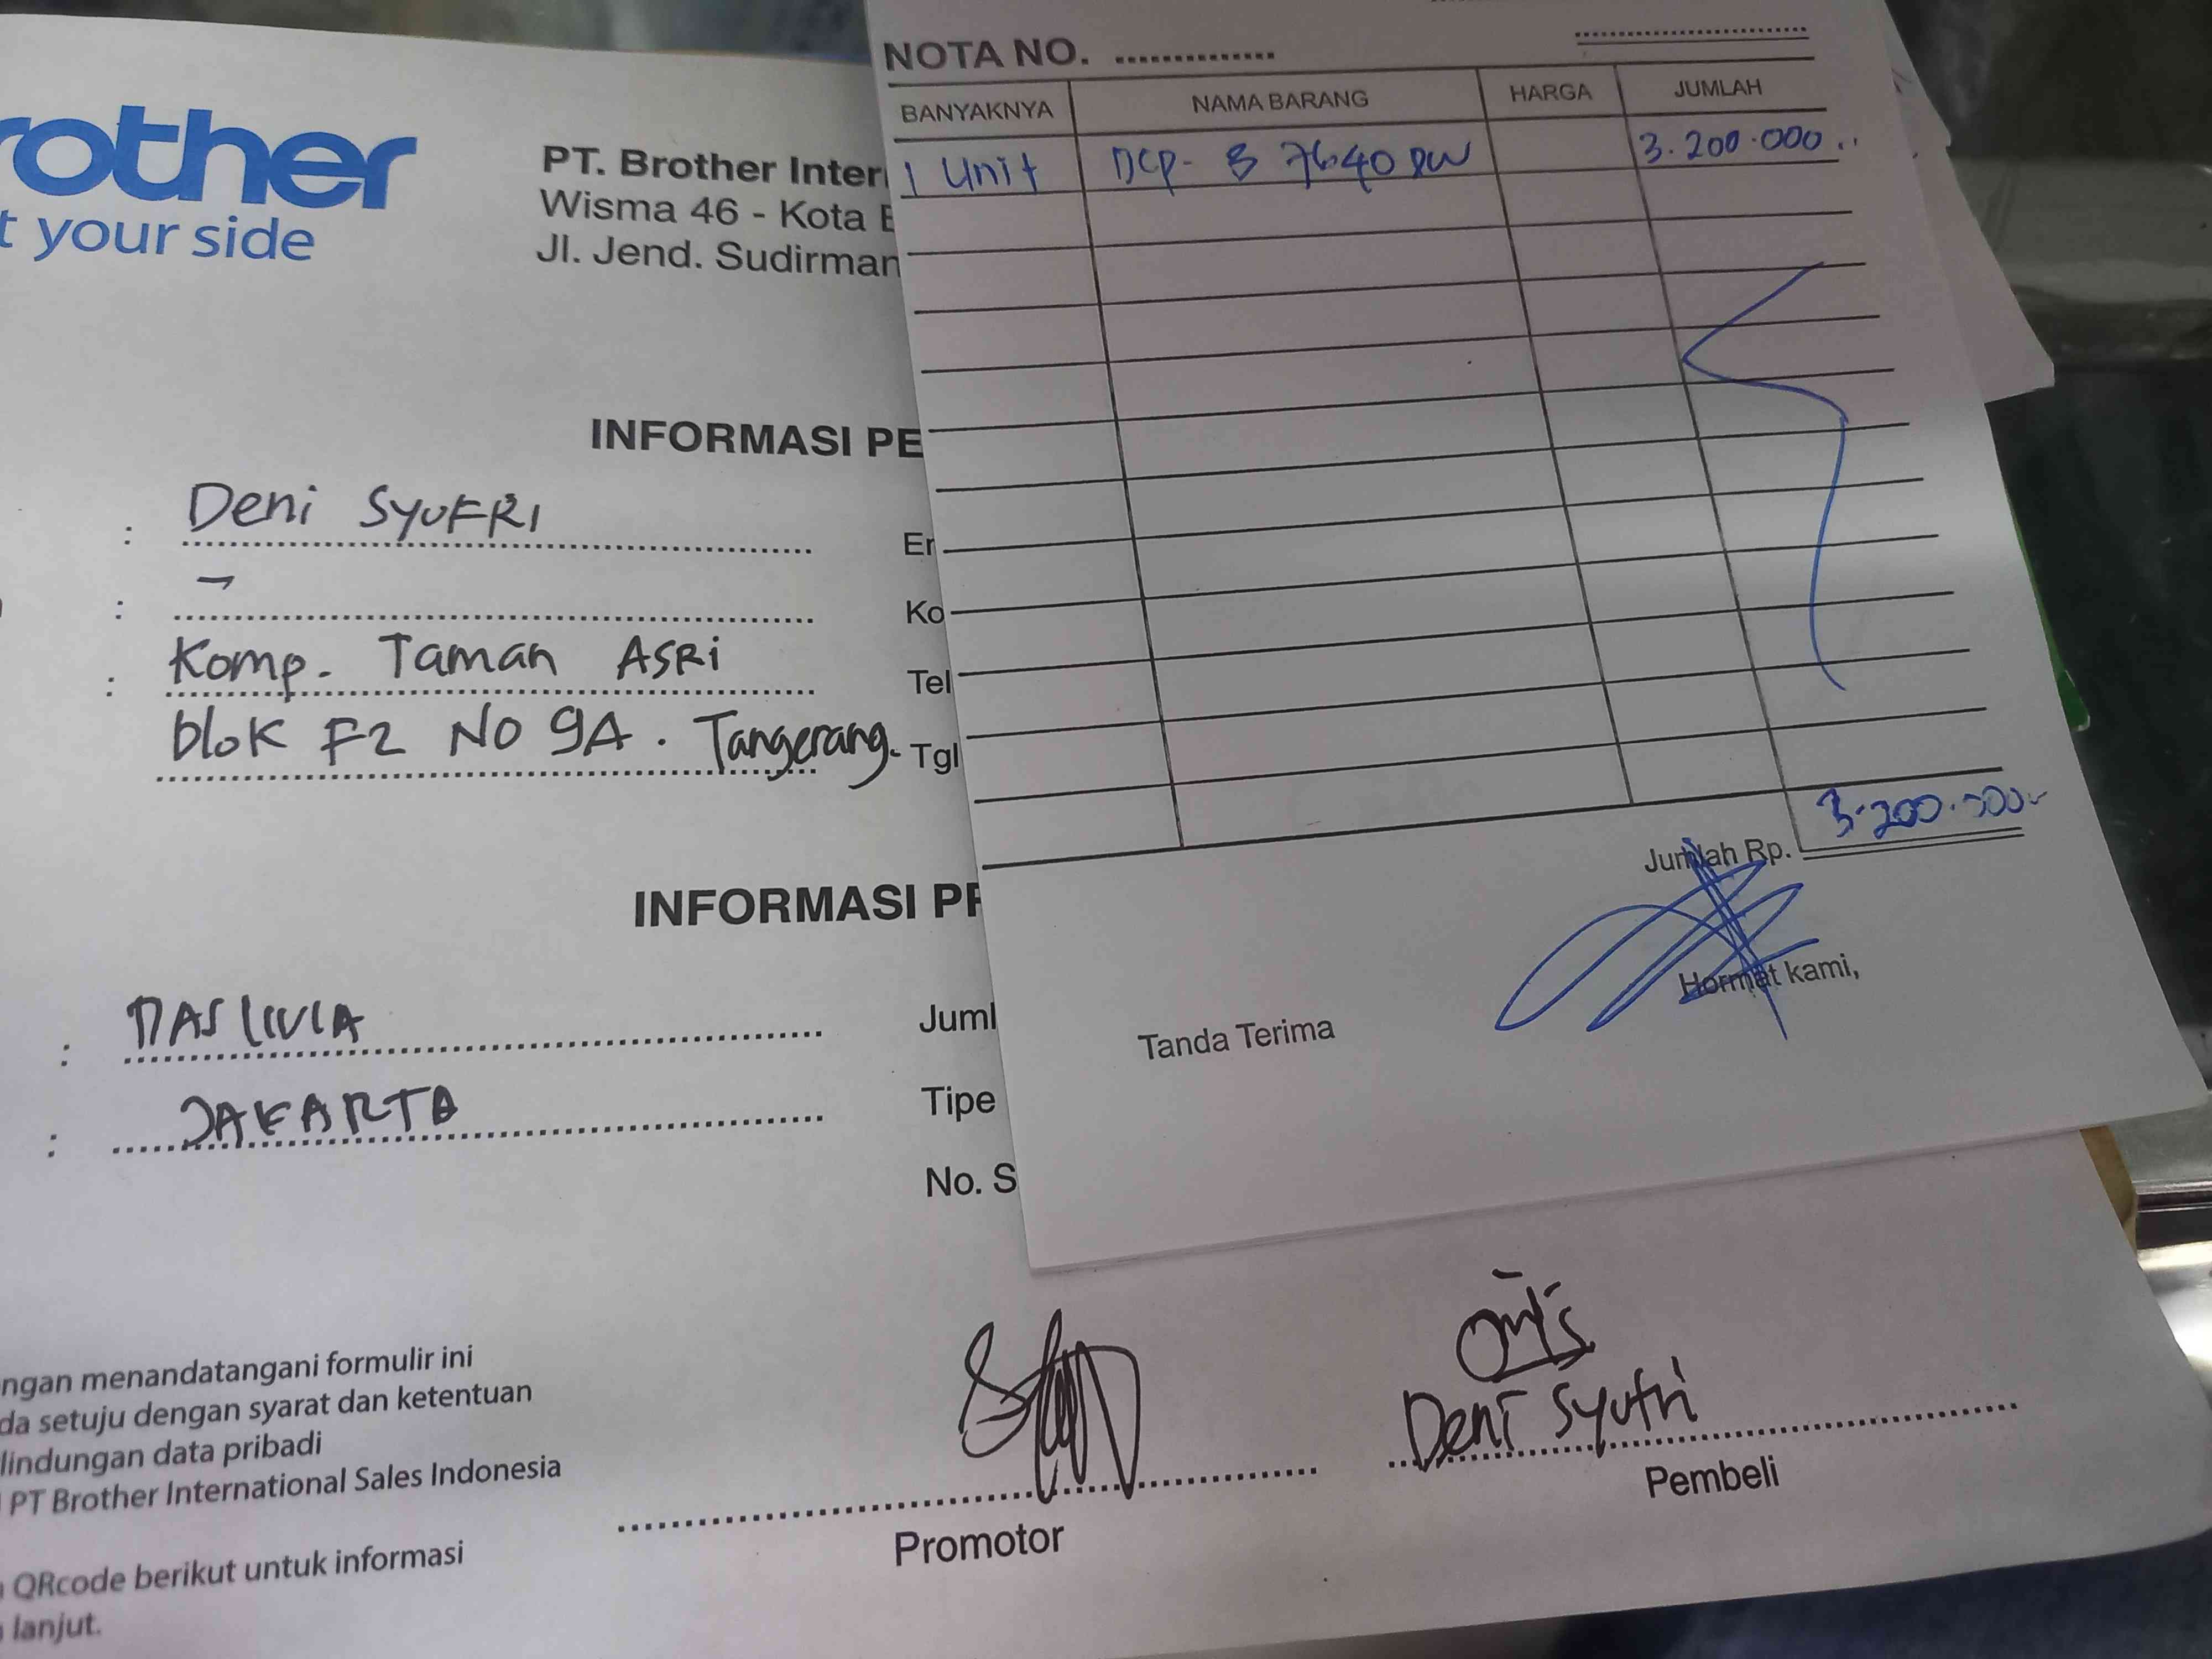 rother
t your side
PT. Brother Inter
Wisma 46 - Kota B
Jl. Jend. Sudirman
INFORMASI PE
: Deni SYUFRI
Er
: -
Ko
: Komp. Taman ASRi
Tel
blok F2 NO 9A. Tangerang.
Tgl
INFORMASI PR
:
Juml
: JAKARTA
Tipe
No. S
ngan menandatangani formulir ini
da setuju dengan syarat dan ketentuan
lindungan data pribadi
PT Brother International Sales Indonesia
QRcode berikut untuk informasi
lanjut.
Promotor
Deni Syufri
Pembeli
NOTA NO.
BANYAKNYA NAMA BARANG HARGA JUMLAH
1 Unit DCP- B 7640 DW 3.200.000
Jumlah Rp. 3.200.000
Tanda Terima
Hormat kami,